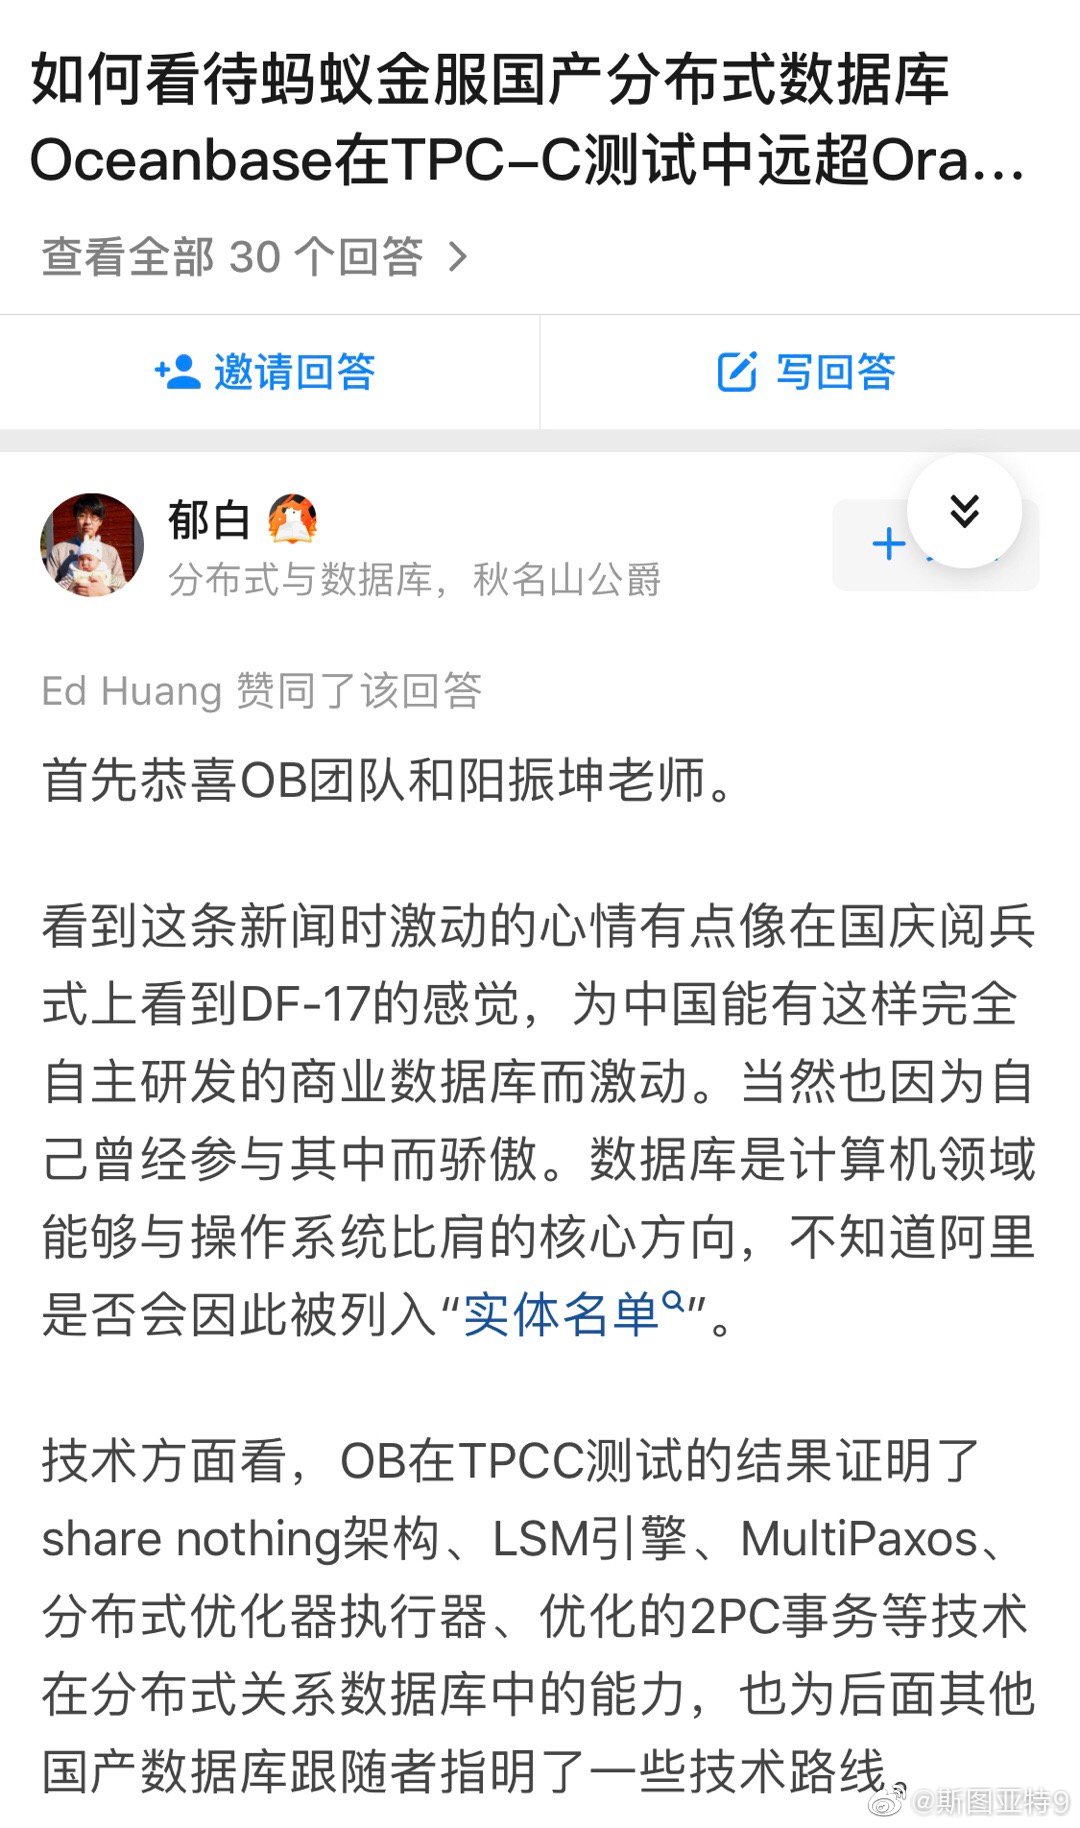 如何看待蚂蚁金服国产分布式数据库
Oceanbase在TPC-C测试中远超Ora...
查看全部 30 个回答
邀请回答
写回答
郁白
分布式与数据库，秋名山公爵
Ed Huang 赞同了该回答
首先恭喜OB团队和阳振坤老师。
看到这条新闻时激动的心情有点像在国庆阅兵
式上看到DF-17的感觉，为中国能有这样完全
自主研发的商业数据库而激动。当然也因为自
己曾经参与其中而骄傲。数据库是计算机领域
能够与操作系统比肩的核心方向，不知道阿里
是否会因此被列入“实体名单”。
技术方面看，OB在TPCC测试的结果证明了
share nothing架构、LSM引擎、MultiPaxos、
分布式优化器执行器、优化的2PC事务等技术
在分布式关系数据库中的能力，也为后面其他
国产数据库跟随者指明了一些技术路线。
@斯图亚特9